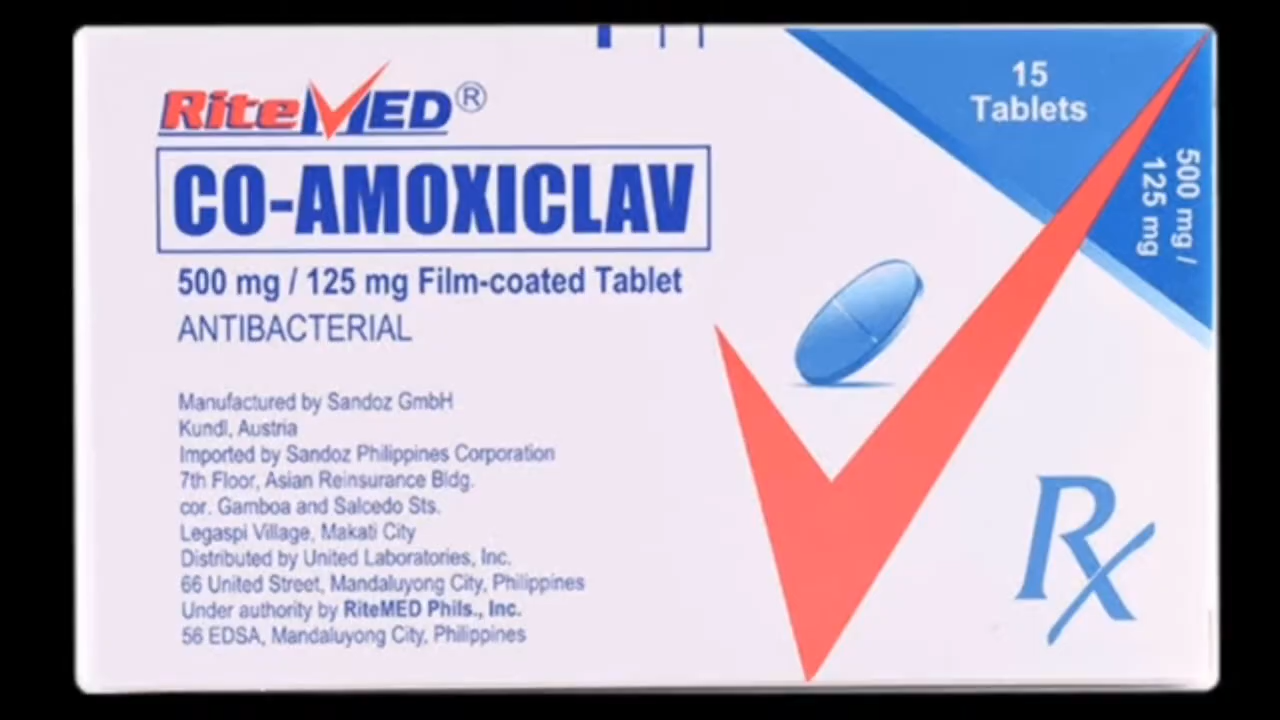 RiteMED®
CO-AMOXICLAV
500 mg / 125 mg Film-coated Tablet
ANTIBACTERIAL
Manufactured by Sandoz GmbH
Kundl, Austria
Imported by Sandoz Philippines Corporation
7th Floor, Asian Reinsurance Bldg.
cor. Gamboa and Salcedo Sts.
Legaspi Village, Makati City
Distributed by United Laboratories, Inc.
66 United Street, Mandaluyong City, Philippines
Under authority by RiteMED Phils., Inc.
56 EDSA, Mandaluyong City, Philippines
15
Tablets
500 mg /
125 mg
Rx